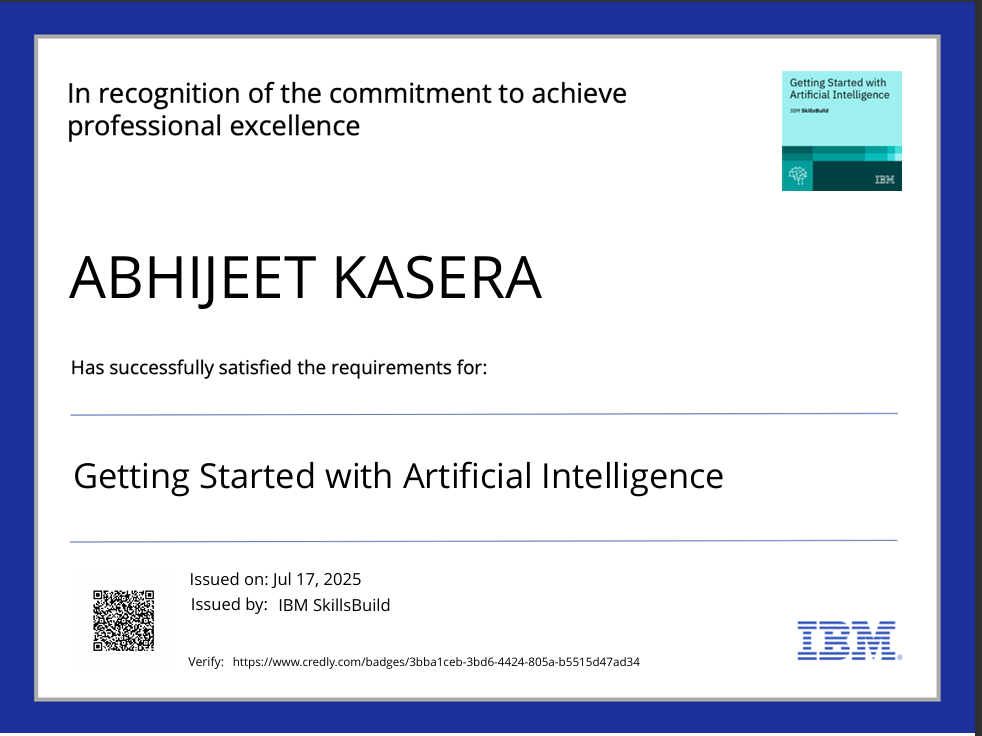 In recognition of the commitment to achieve
professional excellence
Getting Started with
Artificial Intelligence
IBM SkillsBuild
IBM
ABHIJEET KASERA
Has successfully satisfied the requirements for:
Getting Started with Artificial Intelligence
Issued on: Jul 17, 2025
Issued by: IBM SkillsBuild
Verify: https://www.credly.com/badges/3bba1ceb-3bd6-4424-805a-b5515d47ad34
IBM®